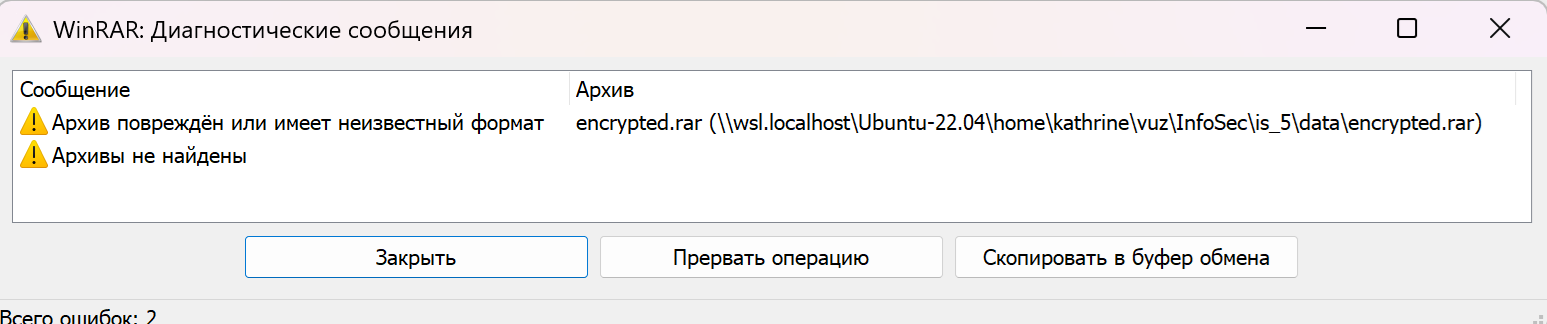 WinRAR: Диагностические сообщения
Сообщение Архив
Архив повреждён или имеет неизвестный формат encrypted.rar (\\wsl.localhost\Ubuntu-22.04\home\kathrine\vuz\InfoSec\is_5\data\encrypted.rar)
Архивы не найдены
Закрыть Прервать операцию Скопировать в буфер обмена
Всего ошибок: 2